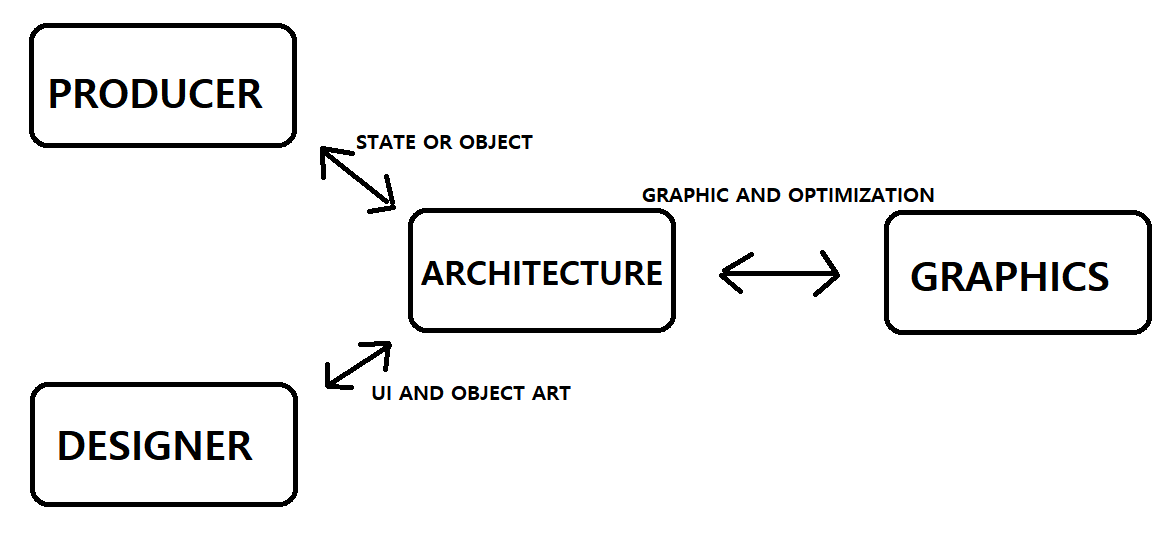 PRODUCER
STATE OR OBJECT
GRAPHIC AND OPTIMIZATION
ARCHITECTURE
GRAPHICS
UI AND OBJECT ART
DESIGNER